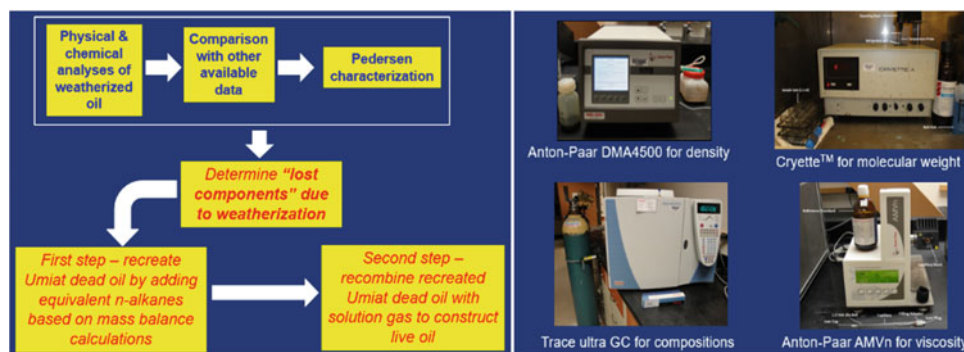 Physical &
chemical
analyses of
weatherized
oil
Comparison
with other
available
data
Pedersen
characterization
Determine “lost
components” due
to weatherization
First step – recreate
Umiat dead oil by adding
equivalent n-alkanes
based on mass balance
calculations
Second step –
recombine recreated
Umiat dead oil with
solution gas to construct
live oil
Anton-Paar DMA4500 for density
CRYETTE A
Cryette™ for molecular weight
Trace ultra GC for compositions
AMVn
Anton-Paar AMVn for viscosity